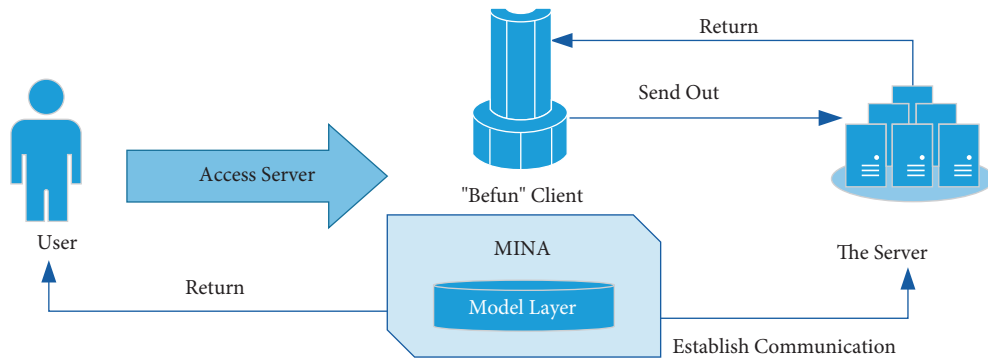 Return
Send Out
Access Server
"Befun" Client
User
MINA
The Server
Return
Model Layer
Establish Communication